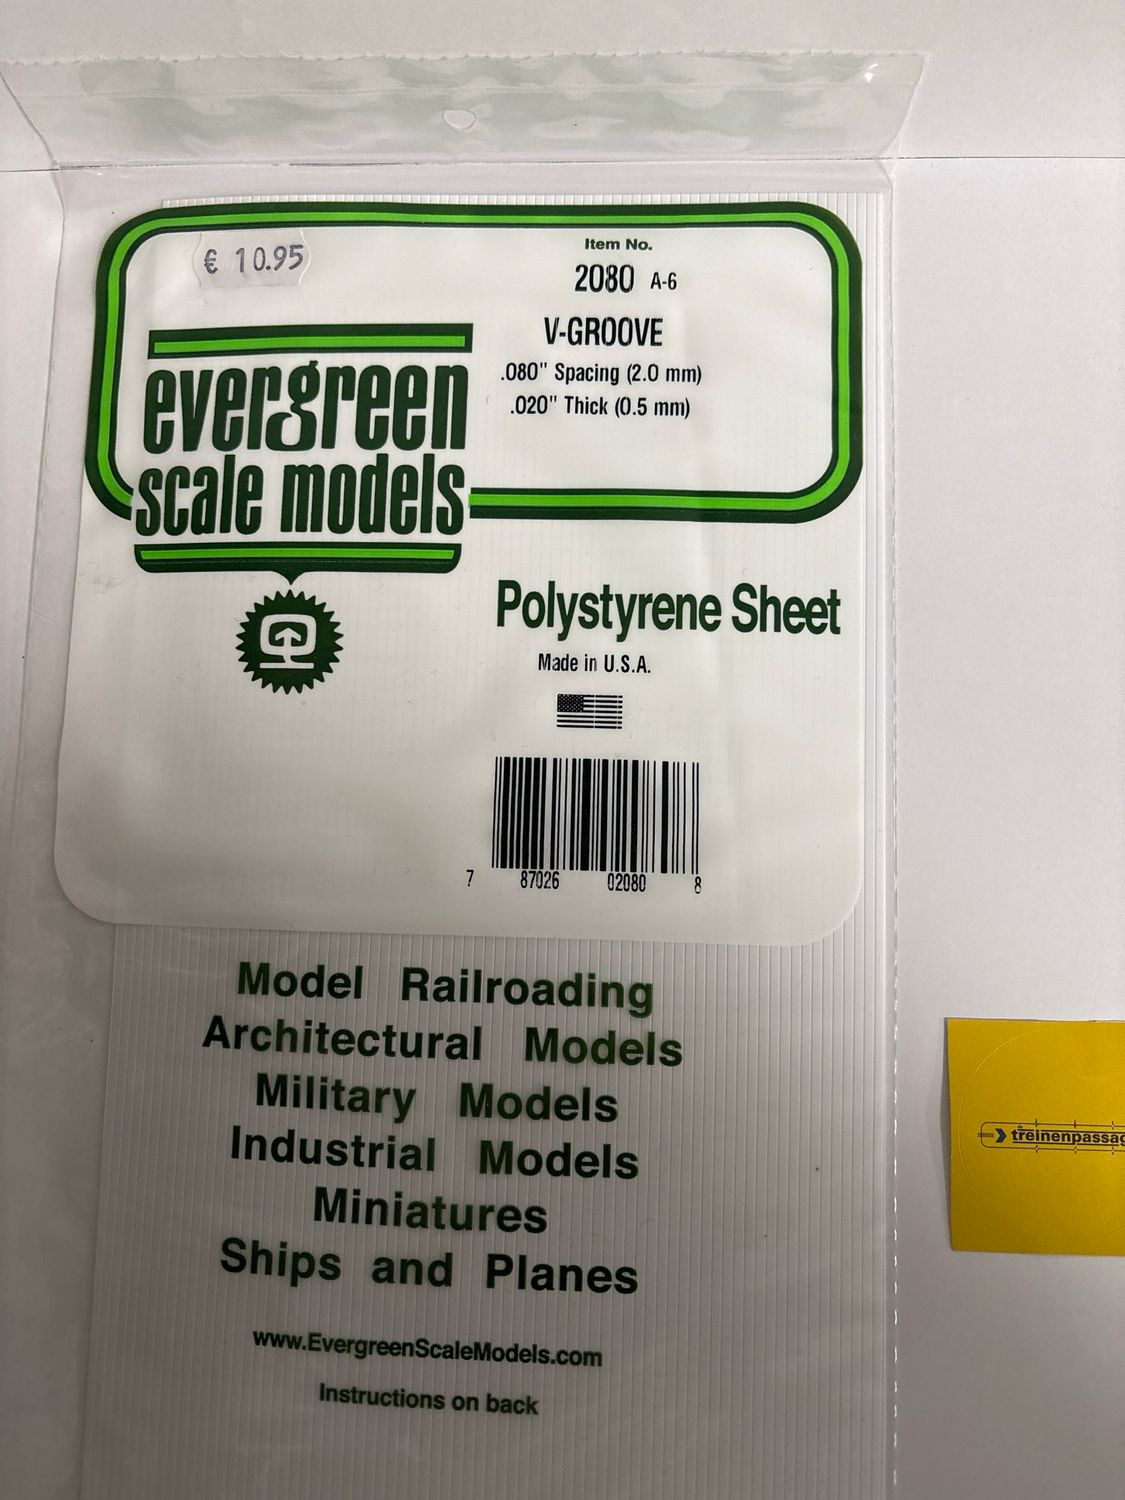 € 10.95
Item No.
2080 A-6
V-GROOVE
.080" Spacing (2.0 mm)
.020" Thick (0.5 mm)
evergreen
scale models
Polystyrene Sheet
Made in U.S.A.
7 87026 02080 8
Model Railroading
Architectural Models
Military Models
Industrial Models
Miniatures
Ships and Planes
www.EvergreenScaleModels.com
Instructions on back